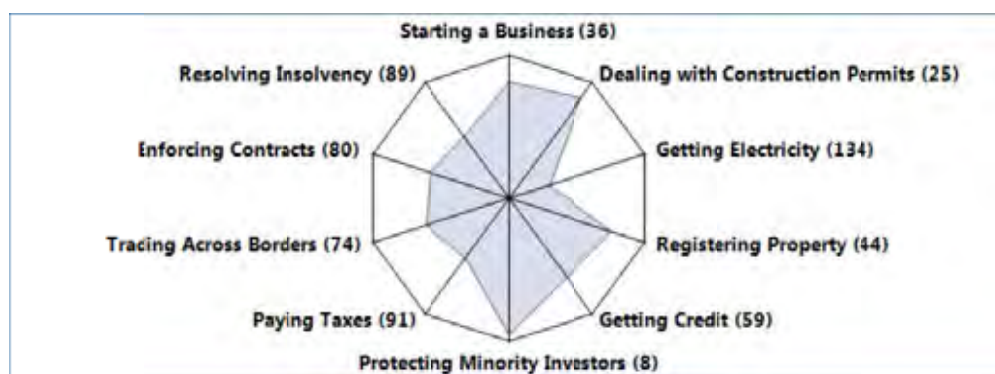 Starting a Business (36)
Resolving Insolvency (89)
Dealing with Construction Permits (25)
Enforcing Contracts (80)
Getting Electricity (134)
Trading Across Borders (74)
Registering Property (44)
Paying Taxes (91)
Getting Credit (59)
Protecting Minority Investors (8)